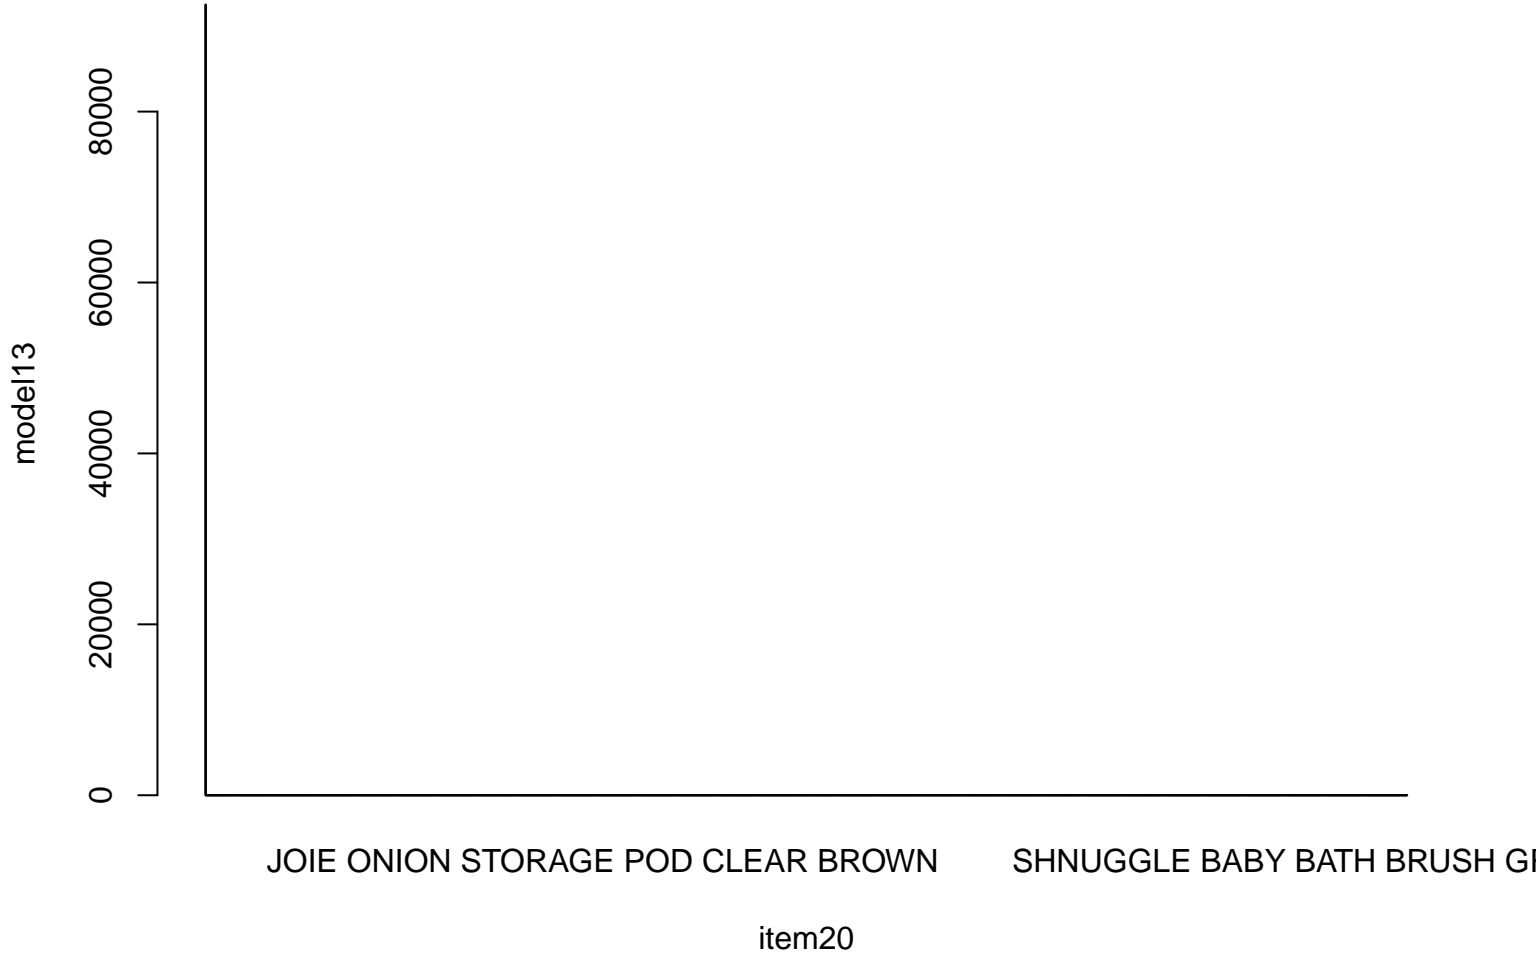 80000
60000
40000
20000
0
model13
JOIE ONION STORAGE POD CLEAR BROWN
SHNUGGLE BABY BATH BRUSH
item20